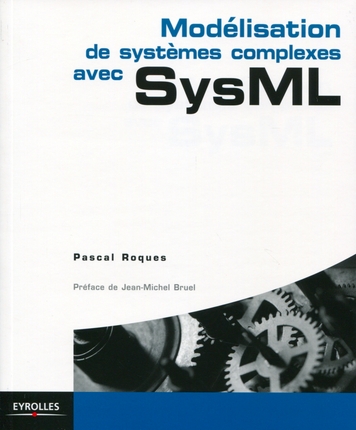 Modélisation
de systèmes complexes
avec SysML
Pascal Roques
Préface de Jean-Michel Bruel
EYROLLES